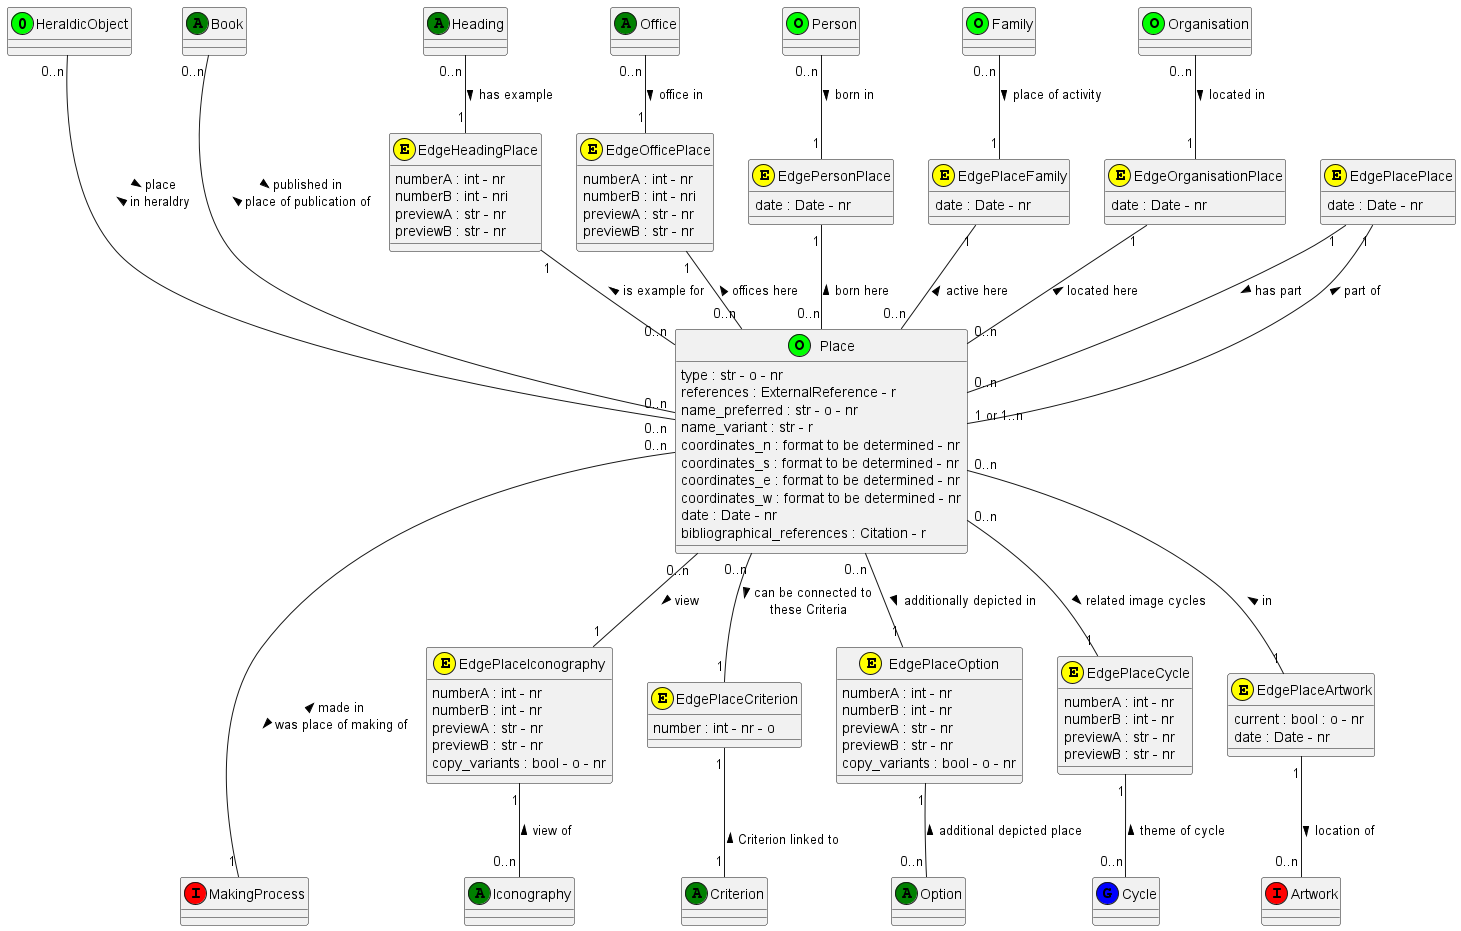 O HeraldicObject
A Book
A Heading
A Office
O Person
O Family
O Organisation
0..n
0..n
0..n
0..n
0..n
0..n
0..n
has example
office in
born in
place of activity
located in
1
1
1
1
1
E EdgeHeadingPlace
numberA : int - nr
numberB : int - nri
previewA : str - nr
previewB : str - nr
E EdgeOfficePlace
numberA : int - nr
numberB : int - nri
previewA : str - nr
previewB : str - nr
E EdgePersonPlace
date : Date - nr
E EdgePlaceFamily
date : Date - nr
E EdgeOrganisationPlace
date : Date - nr
E EdgePlacePlace
date : Date - nr
place
in heraldry
published in
place of publication of
1
1
1
1
1
1
1
is example for
offices here
born here
active here
located here
has part
part of
0..n
0..n
0..n
0..n
0..n
0..n
0..n
1 or 1..n
0..n
0..n
0..n
0..n
O Place
type : str - o - nr
references : ExternalReference - r
name_preferred : str - o - nr
name_variant : str - r
coordinates_n : format to be determined - nr
coordinates_s : format to be determined - nr
coordinates_e : format to be determined - nr
coordinates_w : format to be determined - nr
date : Date - nr
bibliographical_references : Citation - r
0..n
0..n
0..n
view
can be connected to
these Criteria
additionally depicted in
related image cycles
in
1
1
1
1
1
made in
was place of making of
E EdgePlaceIconography
numberA : int - nr
numberB : int - nr
previewA : str - nr
previewB : str - nr
copy_variants : bool - o - nr
E EdgePlaceCriterion
number : int - nr - o
E EdgePlaceOption
numberA : int - nr
numberB : int - nr
previewA : str - nr
previewB : str - nr
copy_variants : bool - o - nr
E EdgePlaceCycle
numberA : int - nr
numberB : int - nr
previewA : str - nr
previewB : str - nr
E EdgePlaceArtwork
current : bool : o - nr
date : Date - nr
1
1
1
1
1
view of
Criterion linked to
additional depicted place
theme of cycle
location of
1
0..n
1
0..n
0..n
0..n
I MakingProcess
A Iconography
A Criterion
A Option
G Cycle
I Artwork